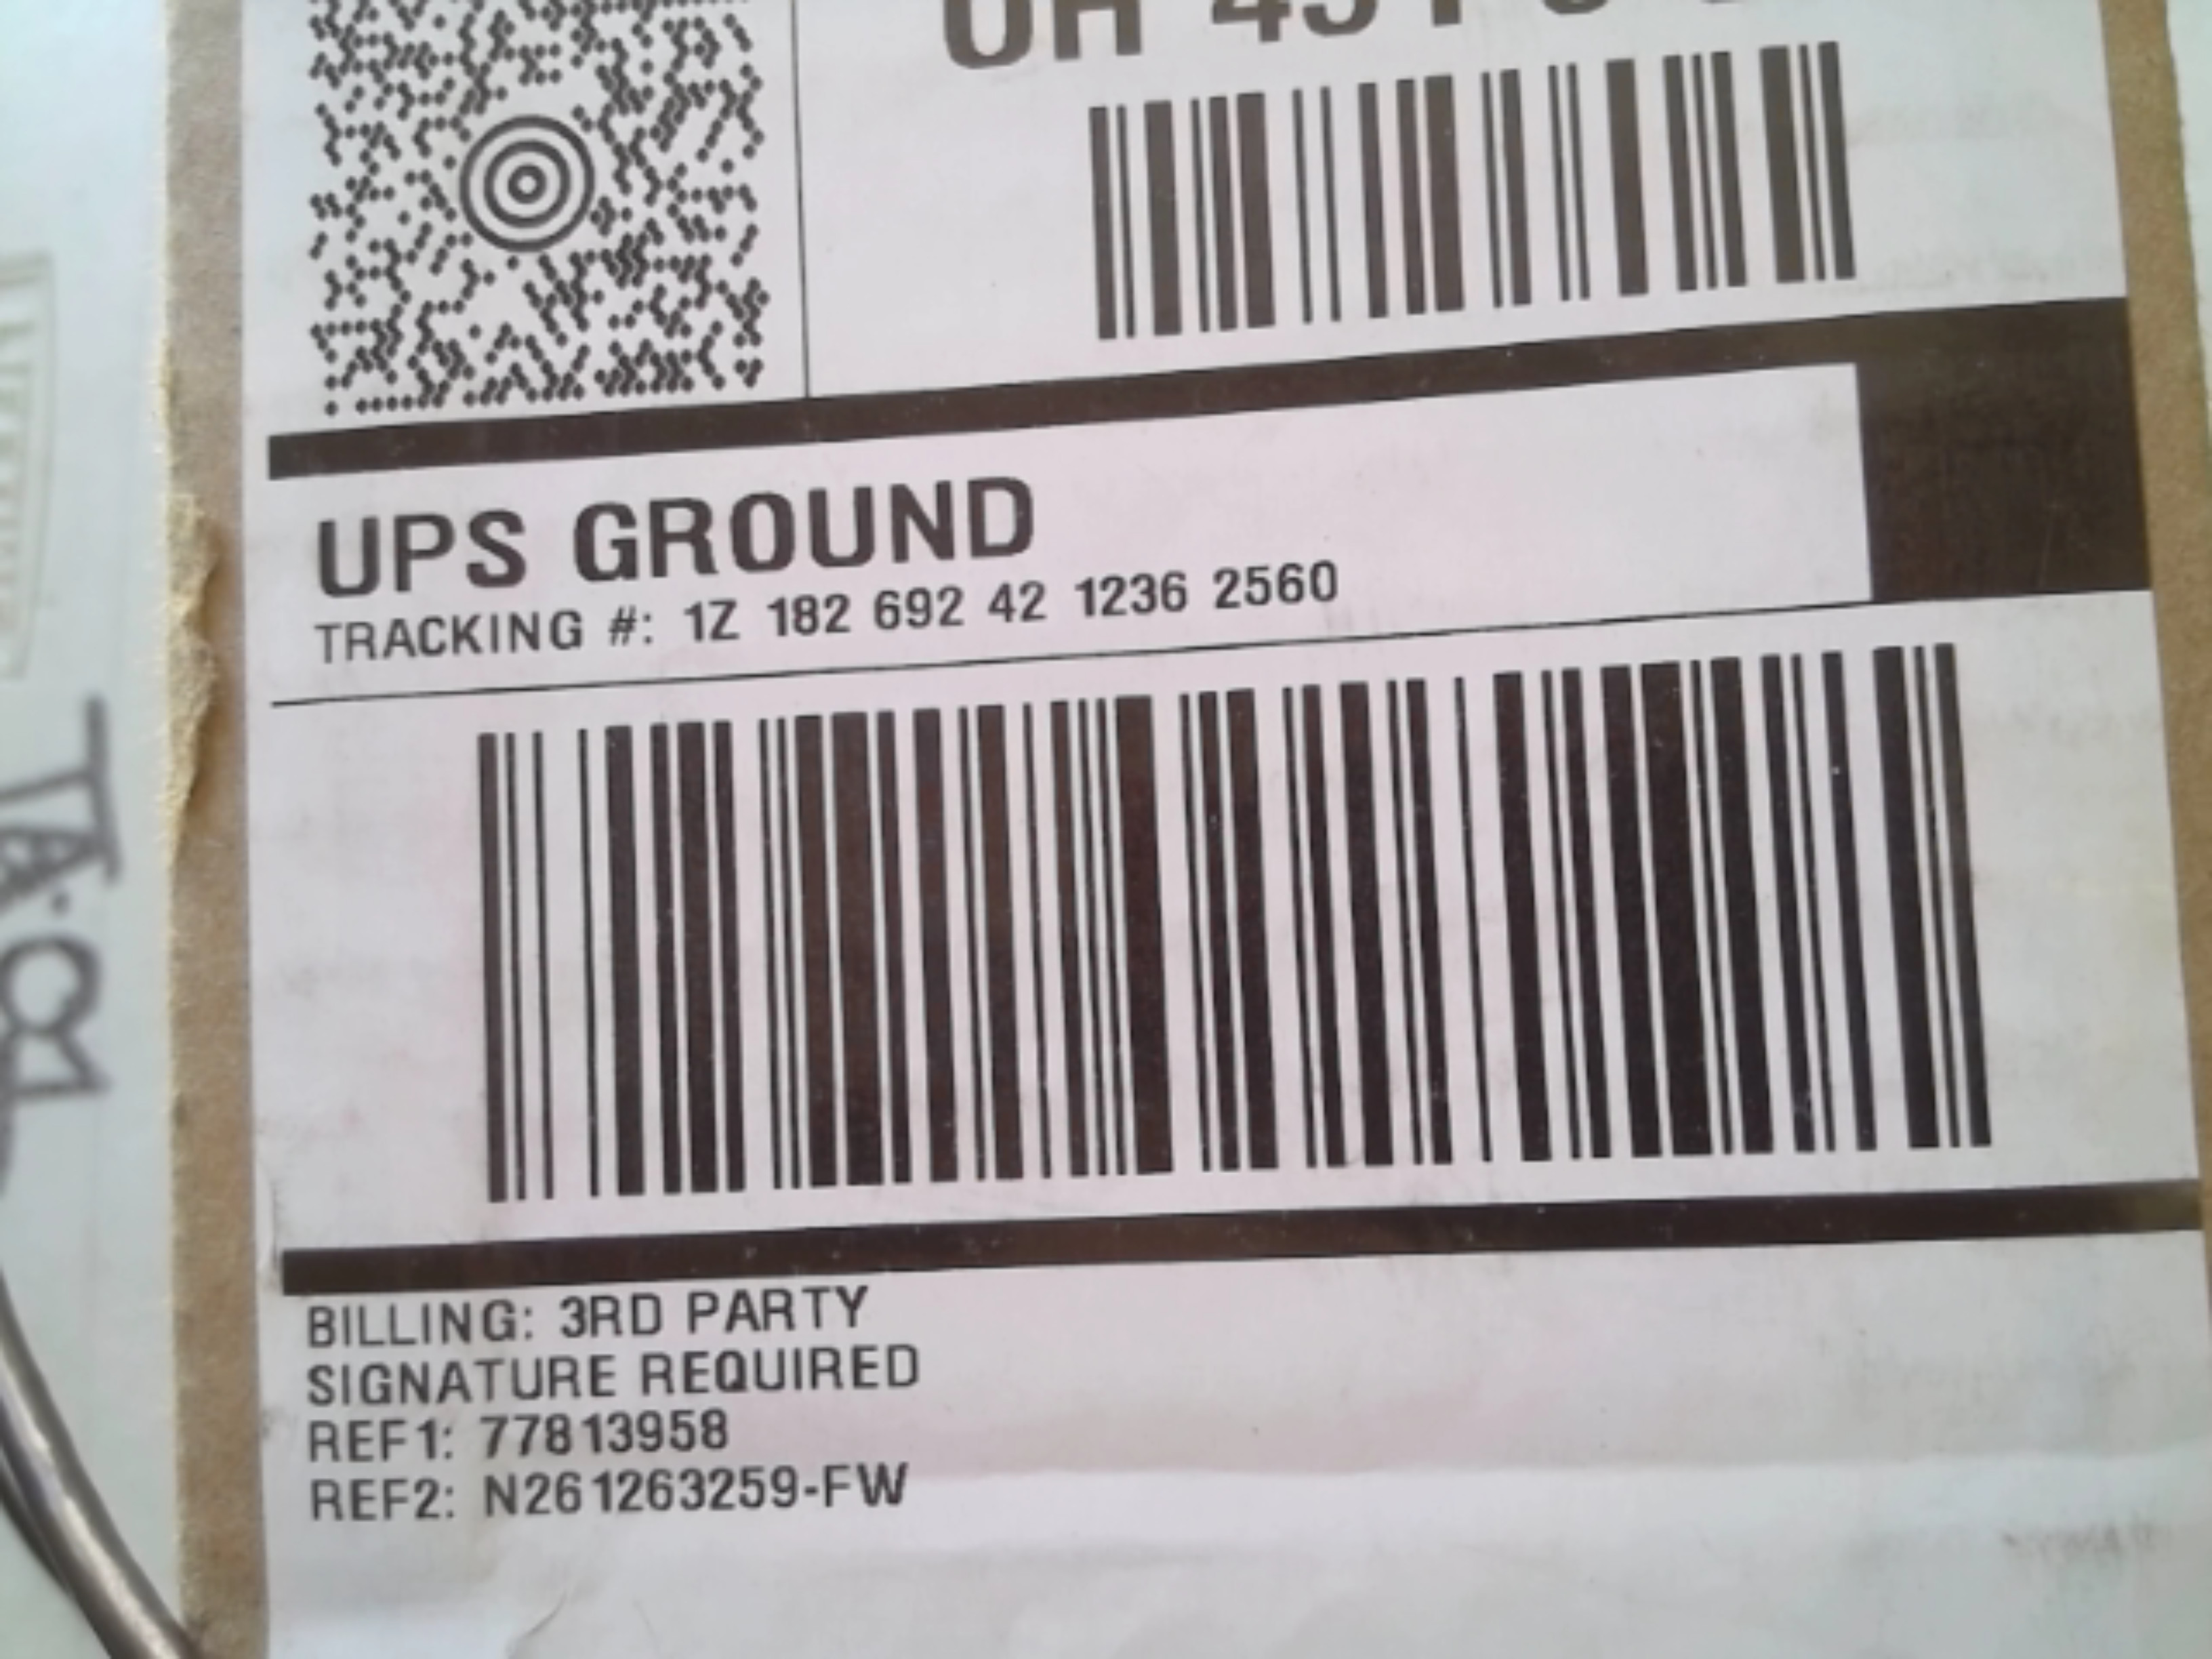 UPS GROUND
TRACKING #: 1Z 182 692 42 1236 2560
BILLING: 3RD PARTY
SIGNATURE REQUIRED
REF1: 77813958
REF2: N261263259-FW